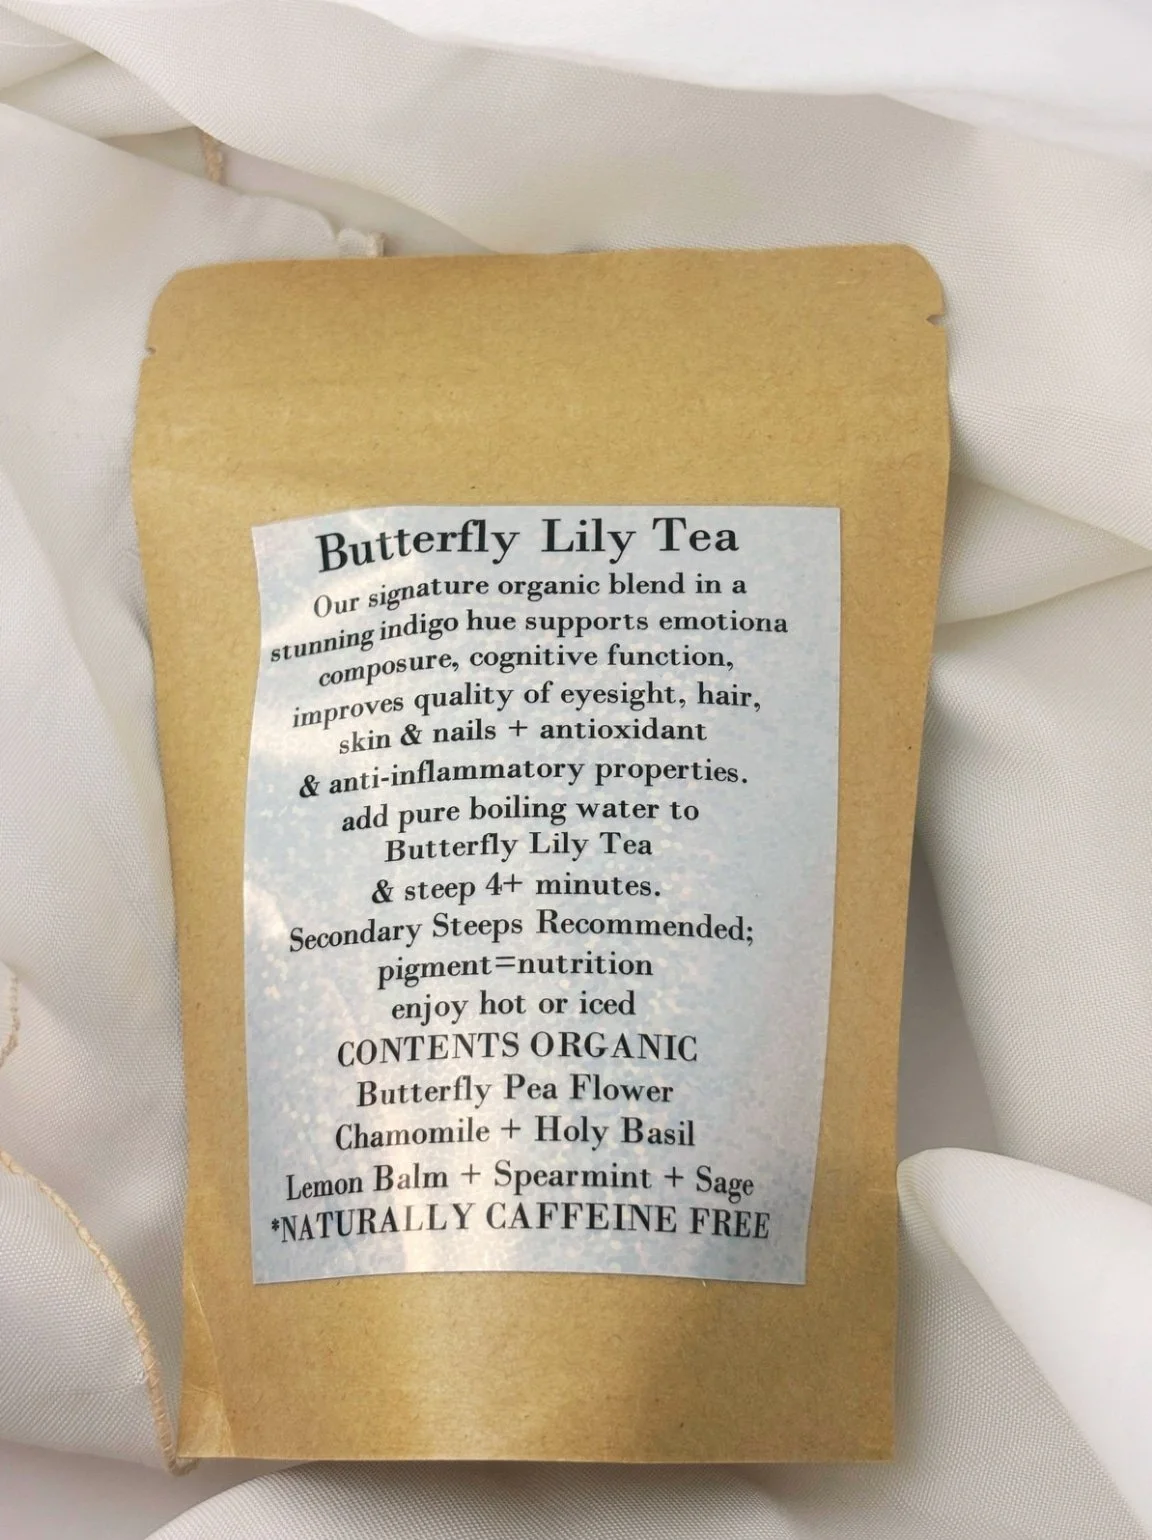 Butterfly Lily Tea
Our signature organic blend in a
stunning indigo hue supports emotiona
composure, cognitive function,
improves quality of eyesight, hair,
skin & nails + antioxidant
& anti-inflammatory properties.
add pure boiling water to
Butterfly Lily Tea
& steep 4+ minutes.
Secondary Steeps Recommended;
pigment=nutrition
enjoy hot or iced
CONTENTS ORGANIC
Butterfly Pea Flower
Chamomile + Holy Basil
Lemon Balm + Spearmint + Sage
*NATURALLY CAFFEINE FREE